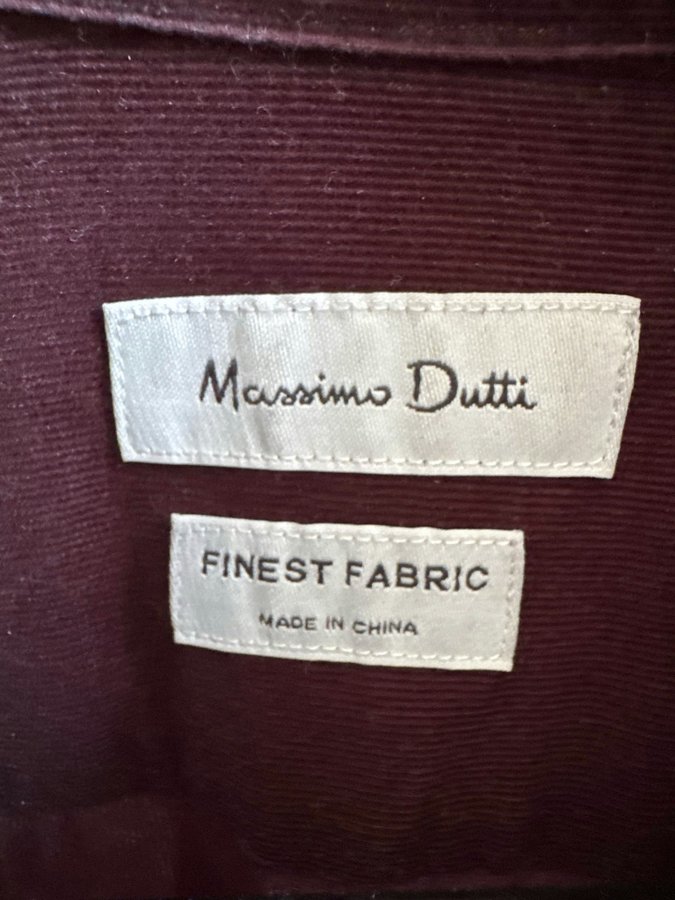 Massimo Dutti
FINEST FABRIC
MADE IN CHINA